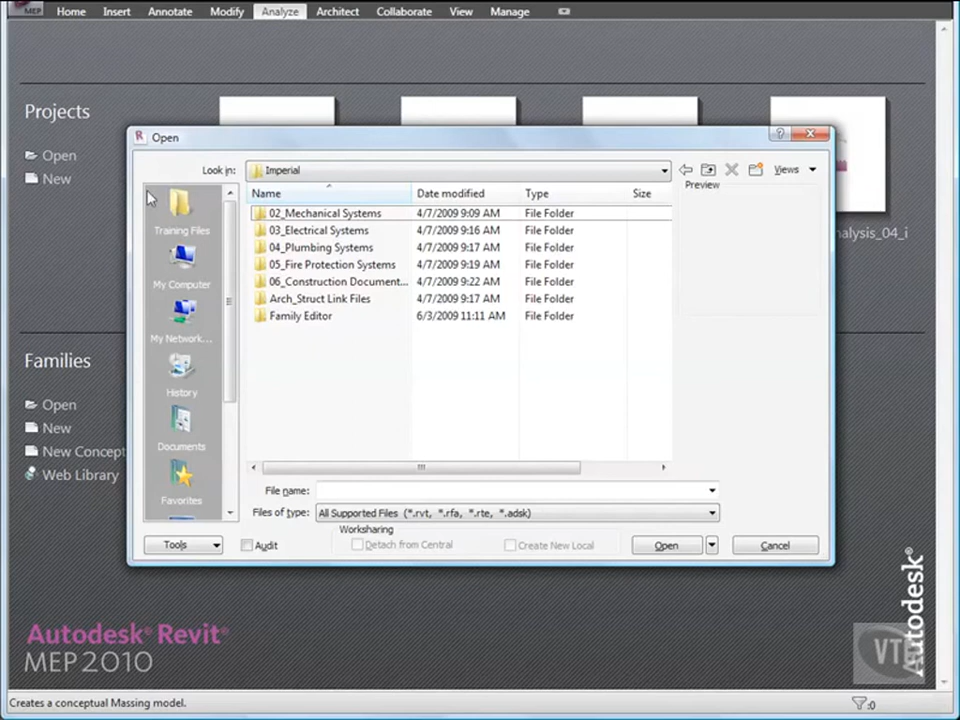 MEP Home Insert Annotate Modify Analyze Architect Collaborate View Manage
Projects
Open
New
Open
Look in: Imperial Views
Name Date modified Type Size Preview
02_Mechanical Systems 4/7/2009 9:09 AM File Folder
03_Electrical Systems 4/7/2009 9:16 AM File Folder
04_Plumbing Systems 4/7/2009 9:17 AM File Folder
05_Fire Protection Systems 4/7/2009 9:19 AM File Folder
06_Construction Document... 4/7/2009 9:22 AM File Folder
Arch_Struct Link Files 4/7/2009 9:17 AM File Folder
Family Editor 6/3/2009 11:11 AM File Folder
Training Files
My Computer
My Network...
History
Documents
Favorites
File name:
Files of type: All Supported Files (*.rvt, *.rfa, *.rte, *.adsk)
Worksharing
Tools Audit Detach from Central Create New Local Open Cancel
nalysis_04_i
Families
Open
New
New Concept
Web Library
Autodesk® Revit®
MEP 2010
Autodesk®
VT
Creates a conceptual Massing model. :0